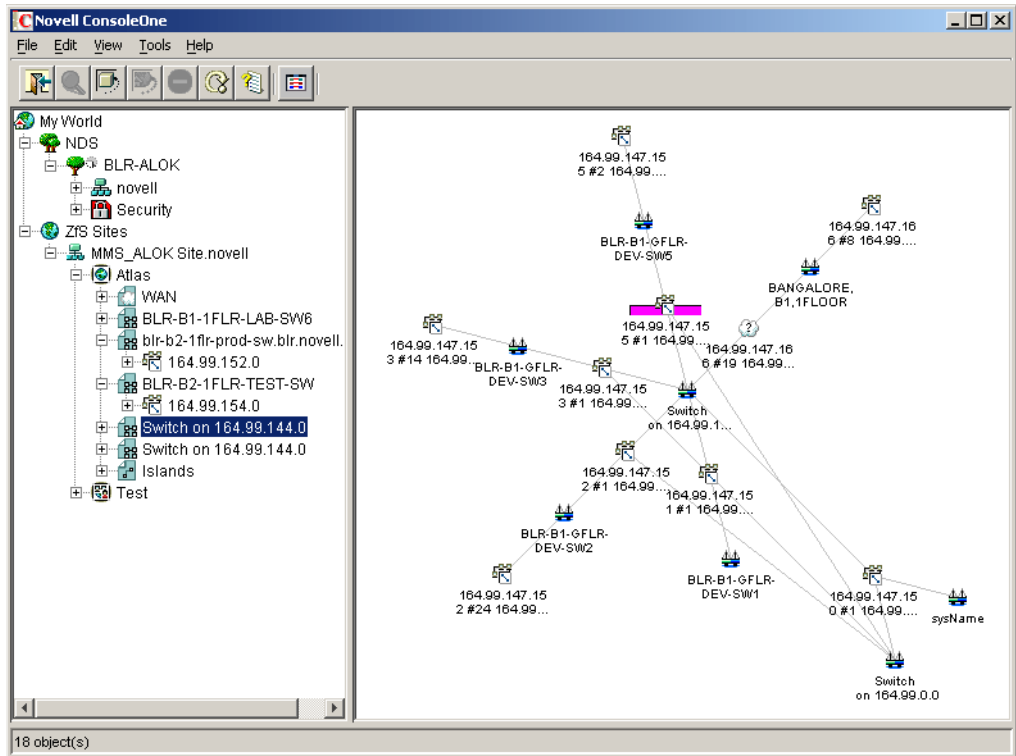 Novell ConsoleOne
File Edit View Tools Help
My World
NDS
BLR-ALOK
novell
Security
ZfS Sites
MMS_ALOK Site.novell
Atlas
WAN
BLR-B1-1FLR-LAB-SW6
blr-b2-1flr-prod-sw.blr.novell.
164.99.152.0
BLR-B2-1FLR-TEST-SW
164.99.154.0
Switch on 164.99.144.0
Switch on 164.99.144.0
Islands
Test
164.99.147.15
5 #2 164.99....
164.99.147.16
6 #8 164.99....
BLR-B1-GFLR-
DEV-SW5
BANGALORE,
B1,1FLOOR
164.99.147.15
5 #1 164.99....
164.99.147.16
6 #19 164.99...
164.99.147.15
3 #14 164.99...
BLR-B1-GFLR-
DEV-SW3
164.99.147.15
3 #1 164.99....
Switch
on 164.99.1...
164.99.147.15
2 #1 164.99....
164.99.147.15
1 #1 164.99....
BLR-B1-GFLR-
DEV-SW2
BLR-B1-GFLR-
DEV-SW1
164.99.147.15
2 #24 164.99...
164.99.147.15
0 #1 164.99....
sysName
Switch
on 164.99.0.0
18 object(s)